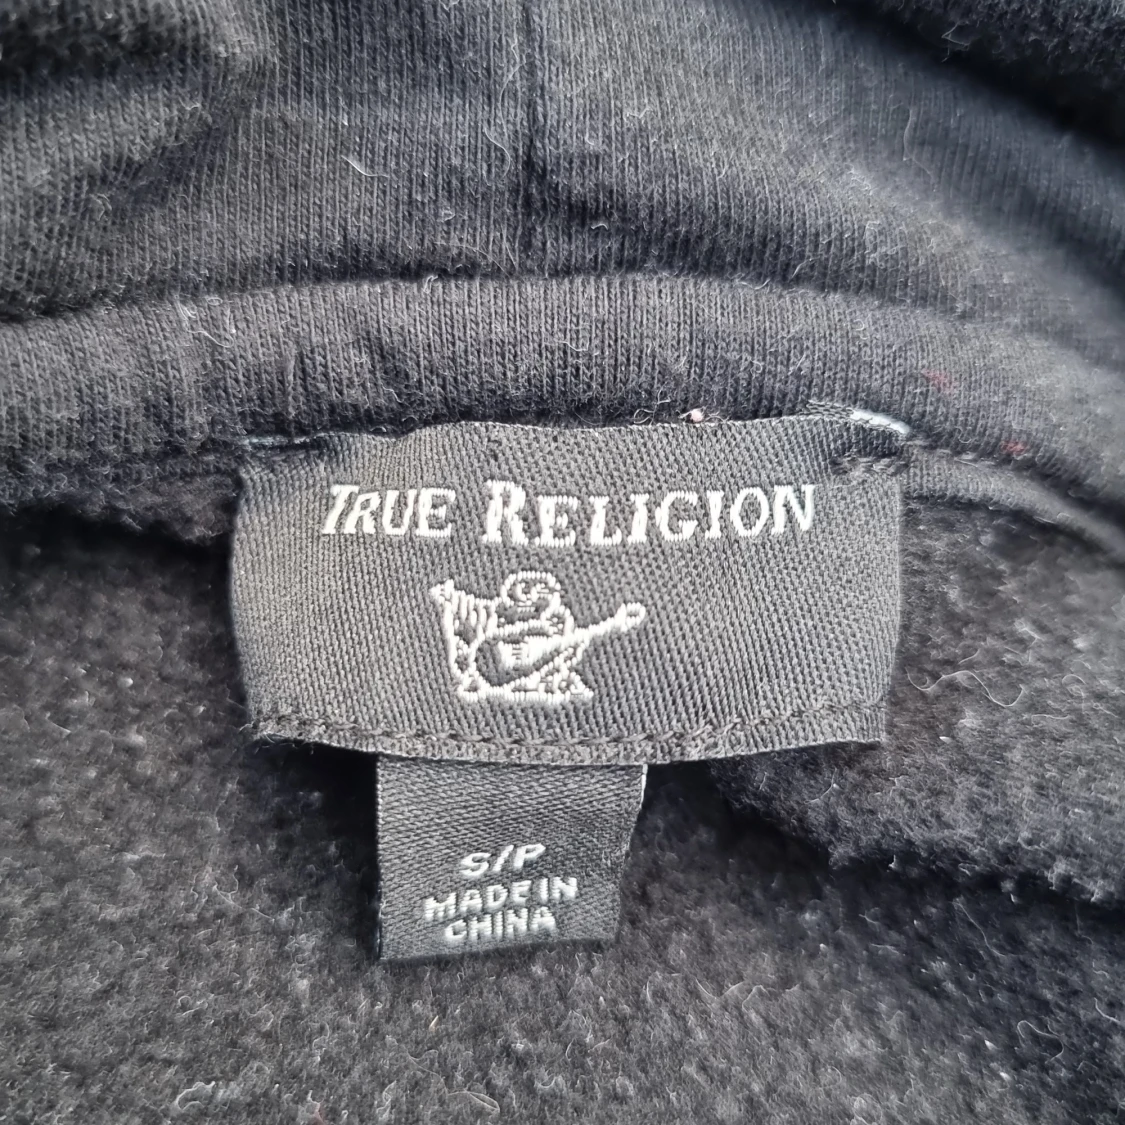 TRUE RELIGION
S/P
MADE IN
CHINA